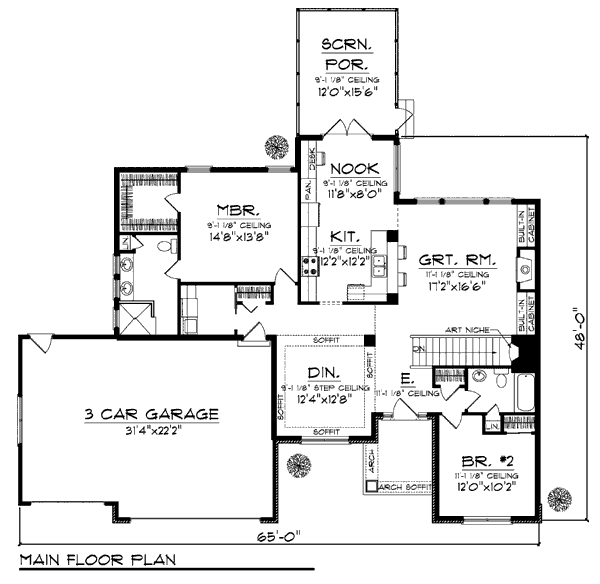 SCRN.
POR.
9'-1 1/8" CEILING
12'0"x15'6"
DESK
PAN.
NOOK
9'-1 1/8" CEILING
11'8"x8'0"
MBR.
9'-1 1/8" CEILING
14'8"x13'8"
KIT.
9'-1 1/8" CEILING
12'2"x12'2"
BUILT-IN
CABINET
GRT. RM.
11'-1 1/8" CEILING
17'2"x16'6"
LIN.
BUILT-IN
CABINET
ART NICHE
DN.
48'-0"
SOFFIT
SOFFIT
SOFFIT
SOFFIT
DIN.
9'-1 1/8" STEP CEILING
12'4"x12'8"
E.
11'-1 1/8" CEILING
3 CAR GARAGE
31'4"x22'2"
LIN.
ARCH
ARCH SOFFIT
BR. #2
11'-1 1/8" CEILING
12'0"x10'2"
65'-0"
MAIN FLOOR PLAN